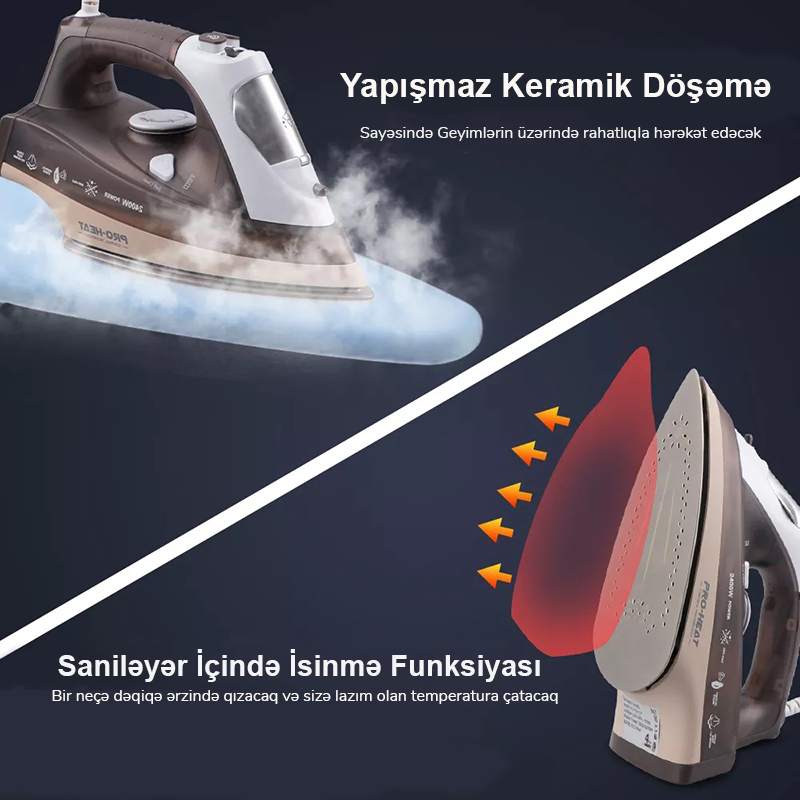 Yapışmaz Keramik Döşəmə
Sayəsində Geyimlərin üzərində rahatlıqla hərəkət edəcək
2400W POWER
PRO-HEAT
2400W POWER
PRO-HEAT
Saniləyər İçində İsinmə Funksiyası
Bir neçə dəqiqə ərzində qızacaq və sizə lazım olan temperatura çatacaq